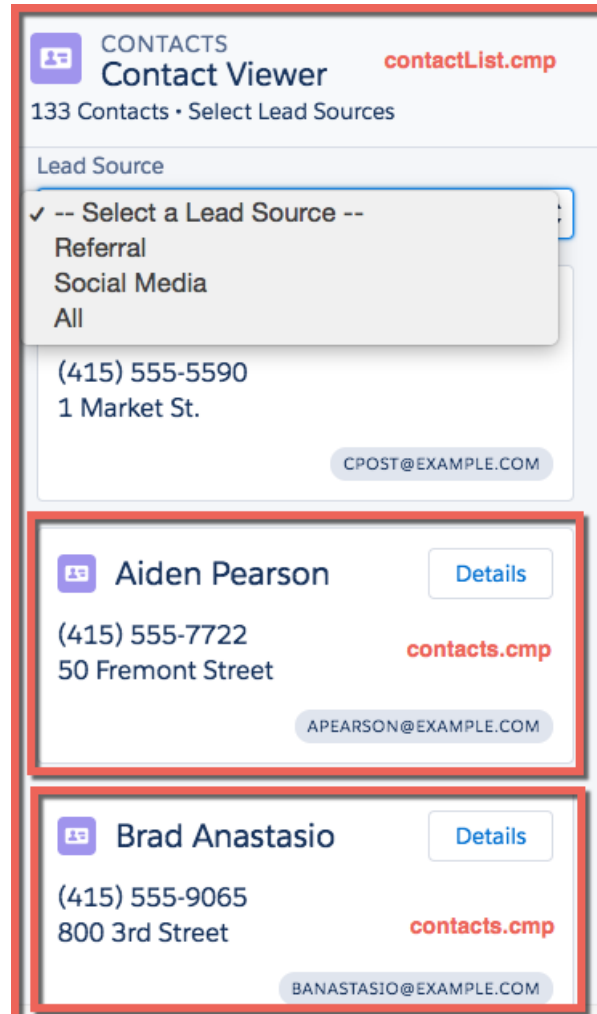 CONTACTS
Contact Viewer
contactList.cmp
133 Contacts • Select Lead Sources
Lead Source
✓ -- Select a Lead Source --
Referral
Social Media
All
(415) 555-5590
1 Market St.
CPOST@EXAMPLE.COM
Aiden Pearson
Details
(415) 555-7722
50 Fremont Street
contacts.cmp
APEARSON@EXAMPLE.COM
Brad Anastasio
Details
(415) 555-9065
800 3rd Street
contacts.cmp
BANASTASIO@EXAMPLE.COM